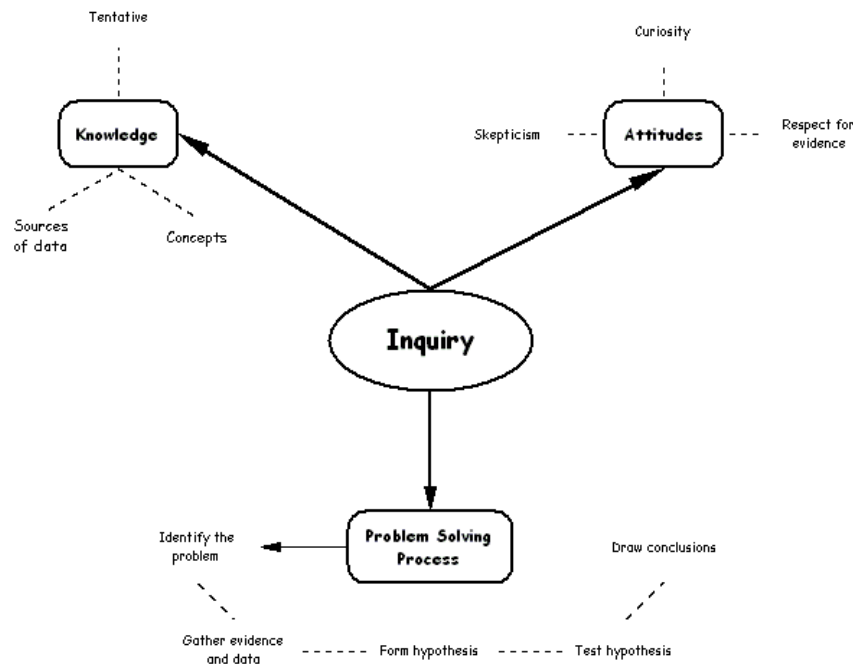 Tentative
Curiosity
Knowledge
Skepticism
Attitudes
Respect for
evidence
Sources
of data
Concepts
Inquiry
Problem Solving
Process
Identify the
problem
Draw conclusions
Gather evidence
and data
Form hypothesis
Test hypothesis